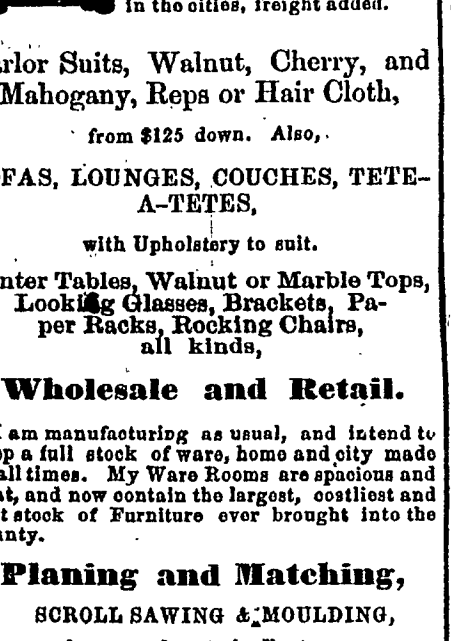 in the cities, freight added.
rlor Suits, Walnut, Cherry, and
Mahogany, Reps or Hair Cloth,
from $125 down. Also,
FAS, LOUNGES, COUCHES, TETE-
A-TETES,
with Upholstery to suit.
nter Tables, Walnut or Marble Tops,
Looking Glasses, Brackets, Pa-
per Racks, Rocking Chairs,
all kinds,
Wholesale and Retail.
I am manufacturing as usual, and intend to
ep a full stock of ware, home and city made
all times. My Ware Rooms are spacious and
at, and now contain the largest, costliest and
t stock of Furniture ever brought into the
unty.
Planing and Matching,
SCROLL SAWING & MOULDING,